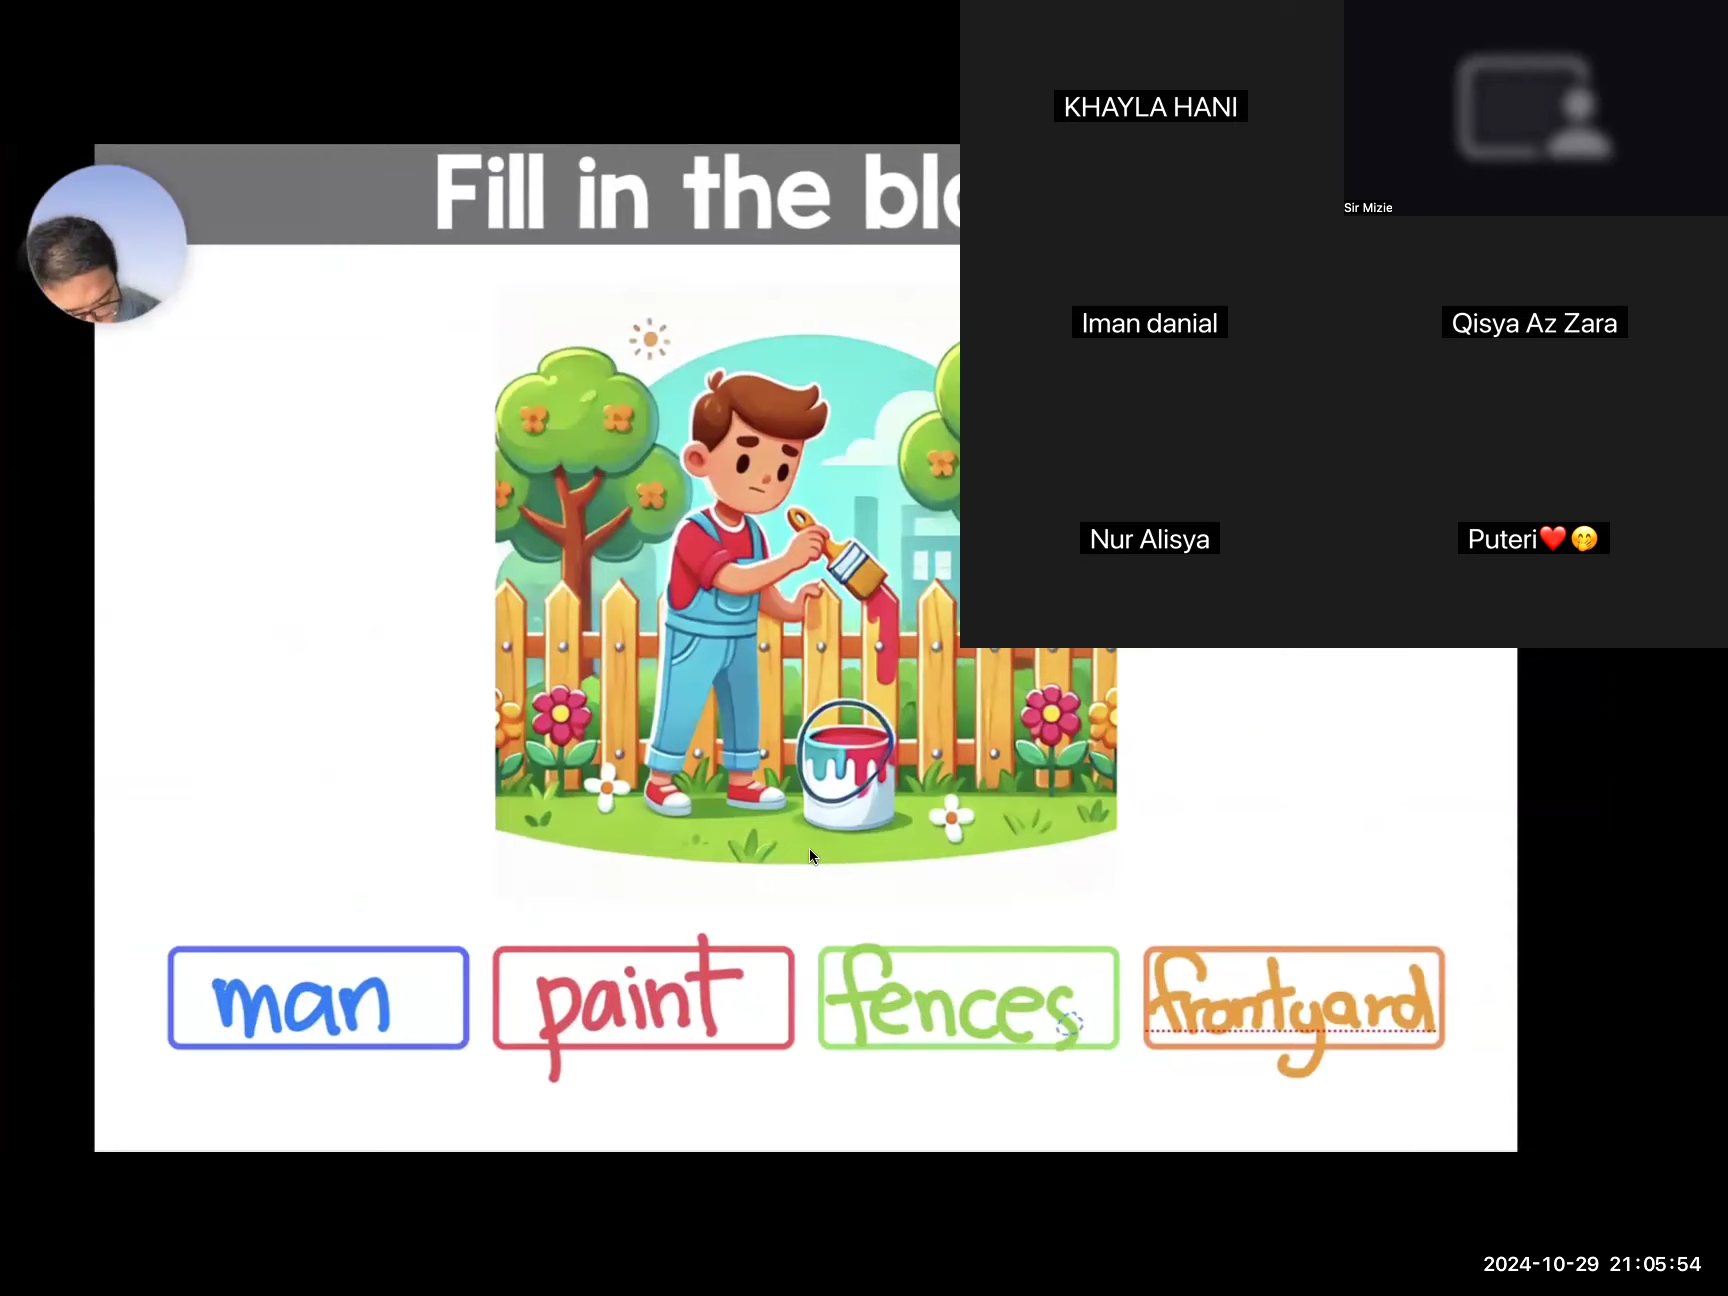 KHAYLA HANI
Sir Mizie
Fill in the bla
Iman danial
Qisya Az Zara
Nur Alisya
Puteri❤️🤭
man
paint
fences
frontyard
2024-10-29 21:05:54